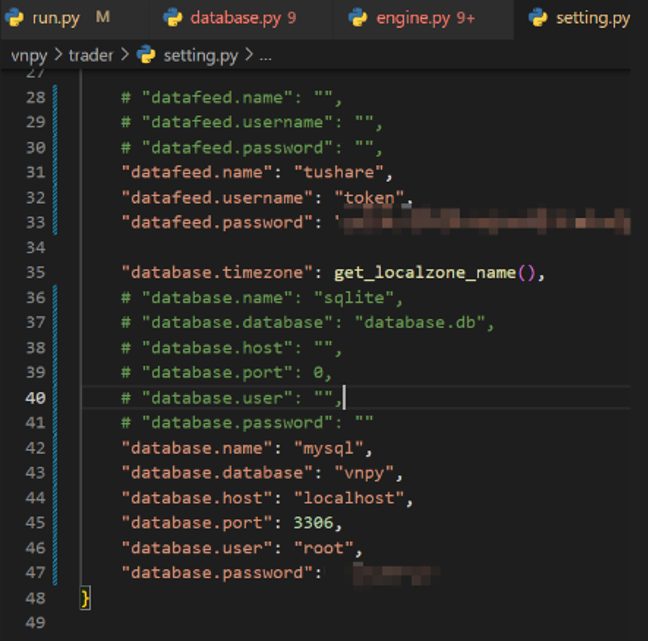 run.py M database.py 9 engine.py 9+ setting.py
vnpy > trader > setting.py > ...
27
28 # "datafeed.name": "",
29 # "datafeed.username": "",
30 # "datafeed.password": "",
31 "datafeed.name": "tushare",
32 "datafeed.username": "token",
33 "datafeed.password": "
34
35 "database.timezone": get_localzone_name(),
36 # "database.name": "sqlite",
37 # "database.database": "database.db",
38 # "database.host": "",
39 # "database.port": 0,
40 # "database.user": "",
41 # "database.password": ""
42 "database.name": "mysql",
43 "database.database": "vnpy",
44 "database.host": "localhost",
45 "database.port": 3306,
46 "database.user": "root",
47 "database.password":
48 }
49